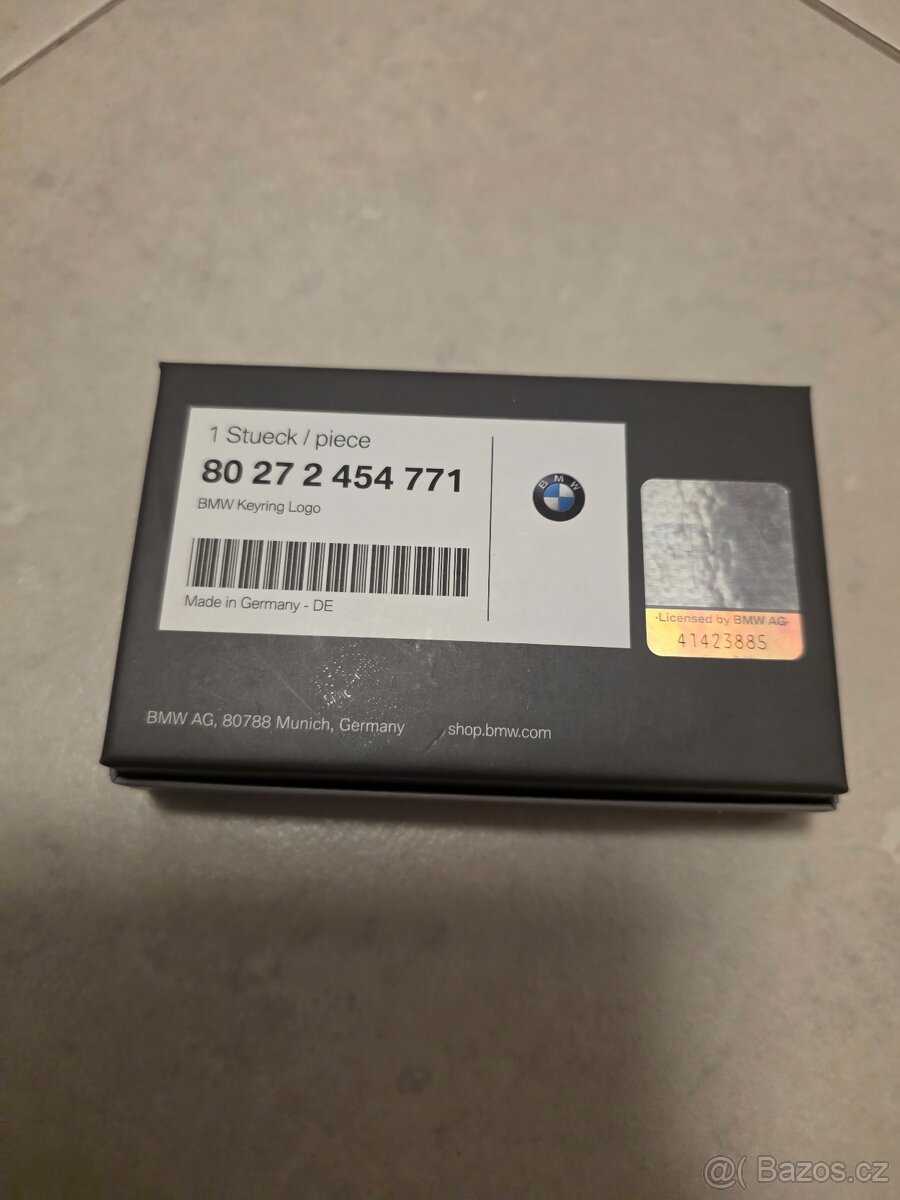 1 Stueck / piece
80 27 2 454 771
BMW Keyring Logo
Made in Germany - DE
BMW
·Licensed by BMW AG·
41423885
BMW AG, 80788 Munich, Germany
shop.bmw.com
@( Bazos.cz